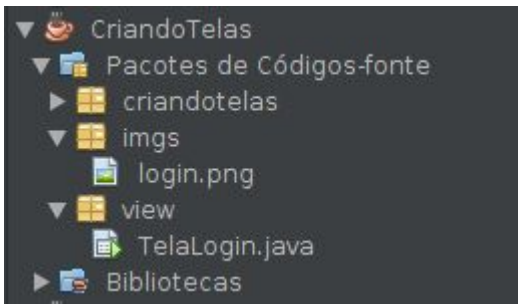 CriandoTelas
Pacotes de Códigos-fonte
criandotelas
imgs
login.png
view
TelaLogin.java
Bibliotecas